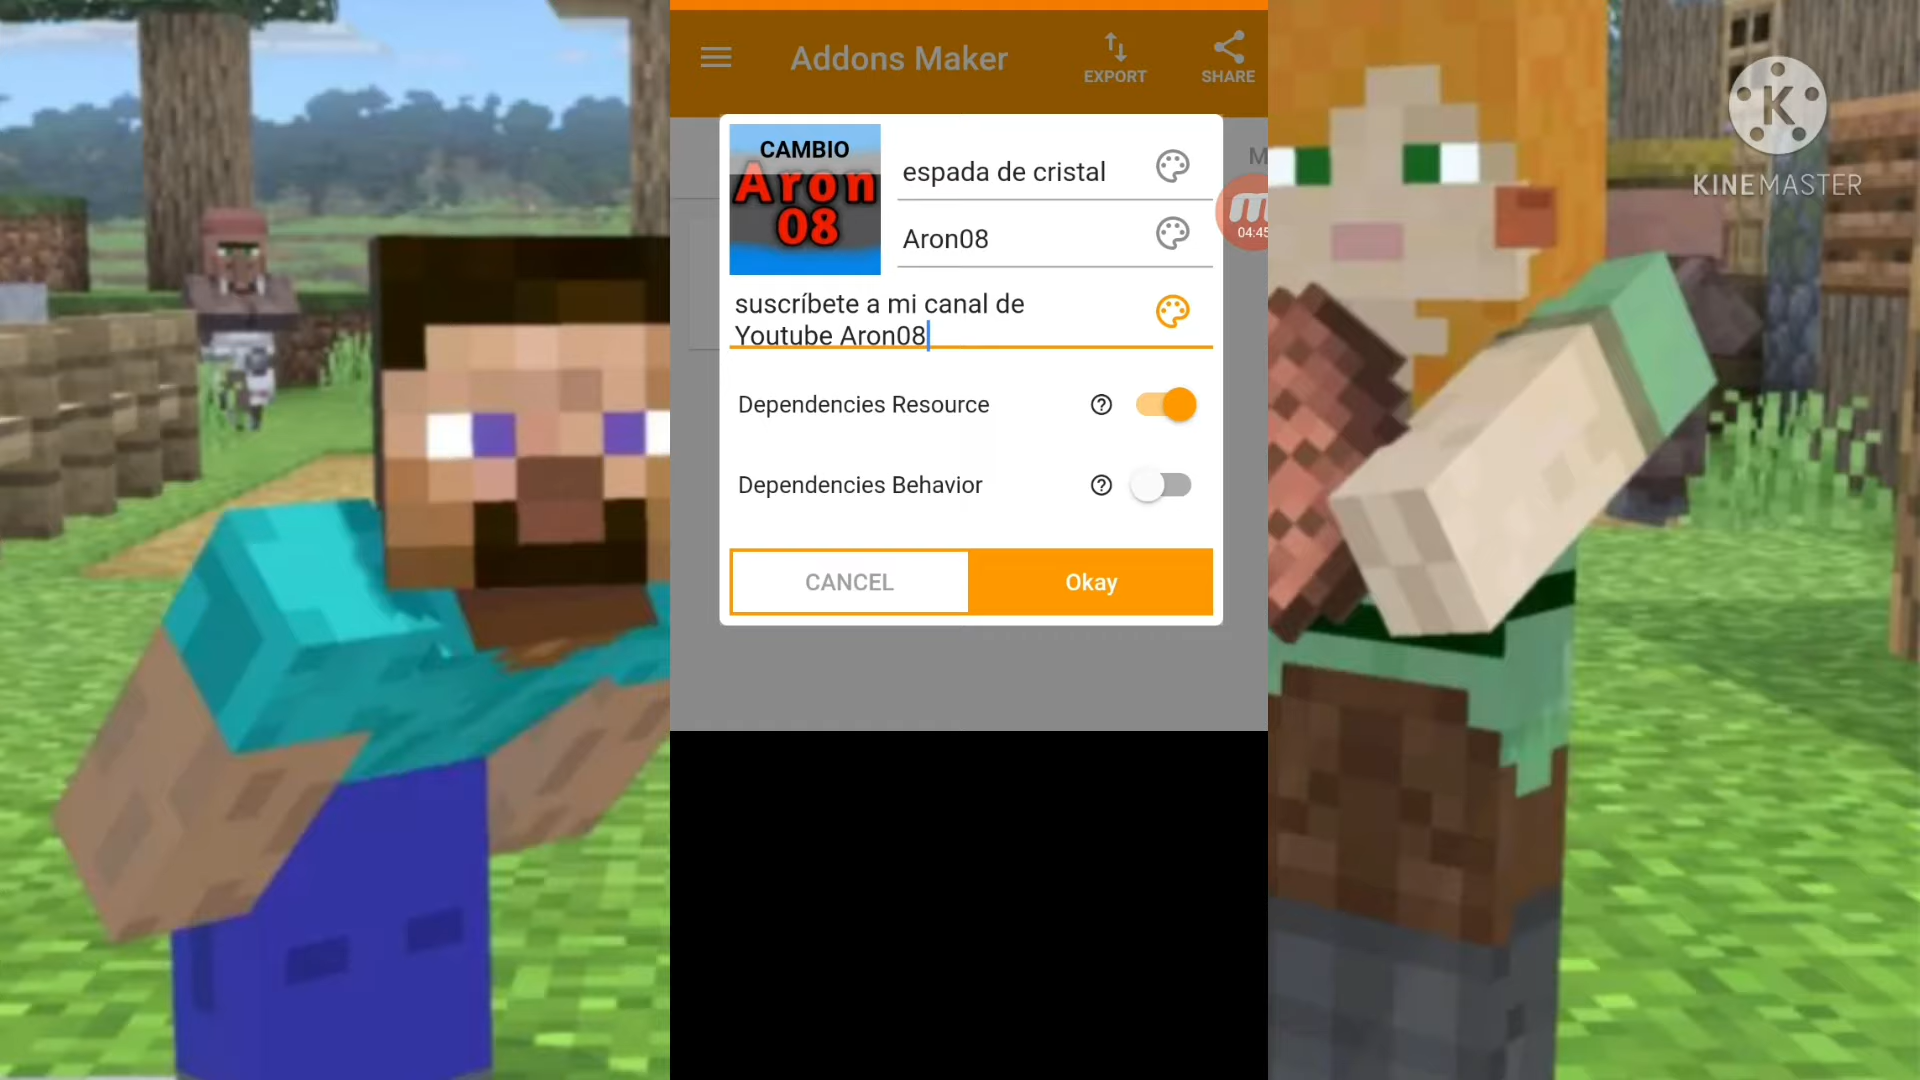 Addons Maker
EXPORT
SHARE
CAMBIO
Aron
08
espada de cristal
Aron08
M
04:45
suscríbete a mi canal de
Youtube Aron08
Dependencies Resource
Dependencies Behavior
CANCEL
Okay
K
KINEMASTER